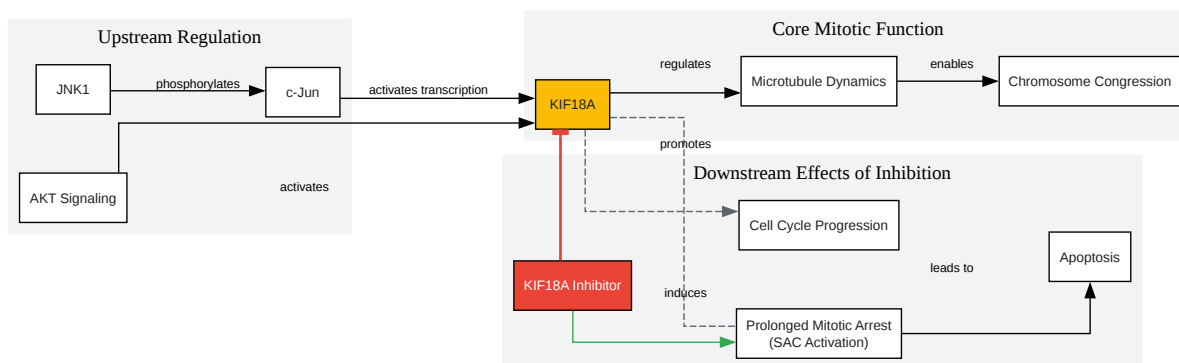 Upstream Regulation
JNK1
phosphorylates
c-Jun
activates transcription
AKT Signaling
activates
Core Mitotic Function
KIF18A
regulates
Microtubule Dynamics
enables
Chromosome Congression
promotes
Downstream Effects of Inhibition
Cell Cycle Progression
KIF18A Inhibitor
induces
Prolonged Mitotic Arrest
(SAC Activation)
leads to
Apoptosis